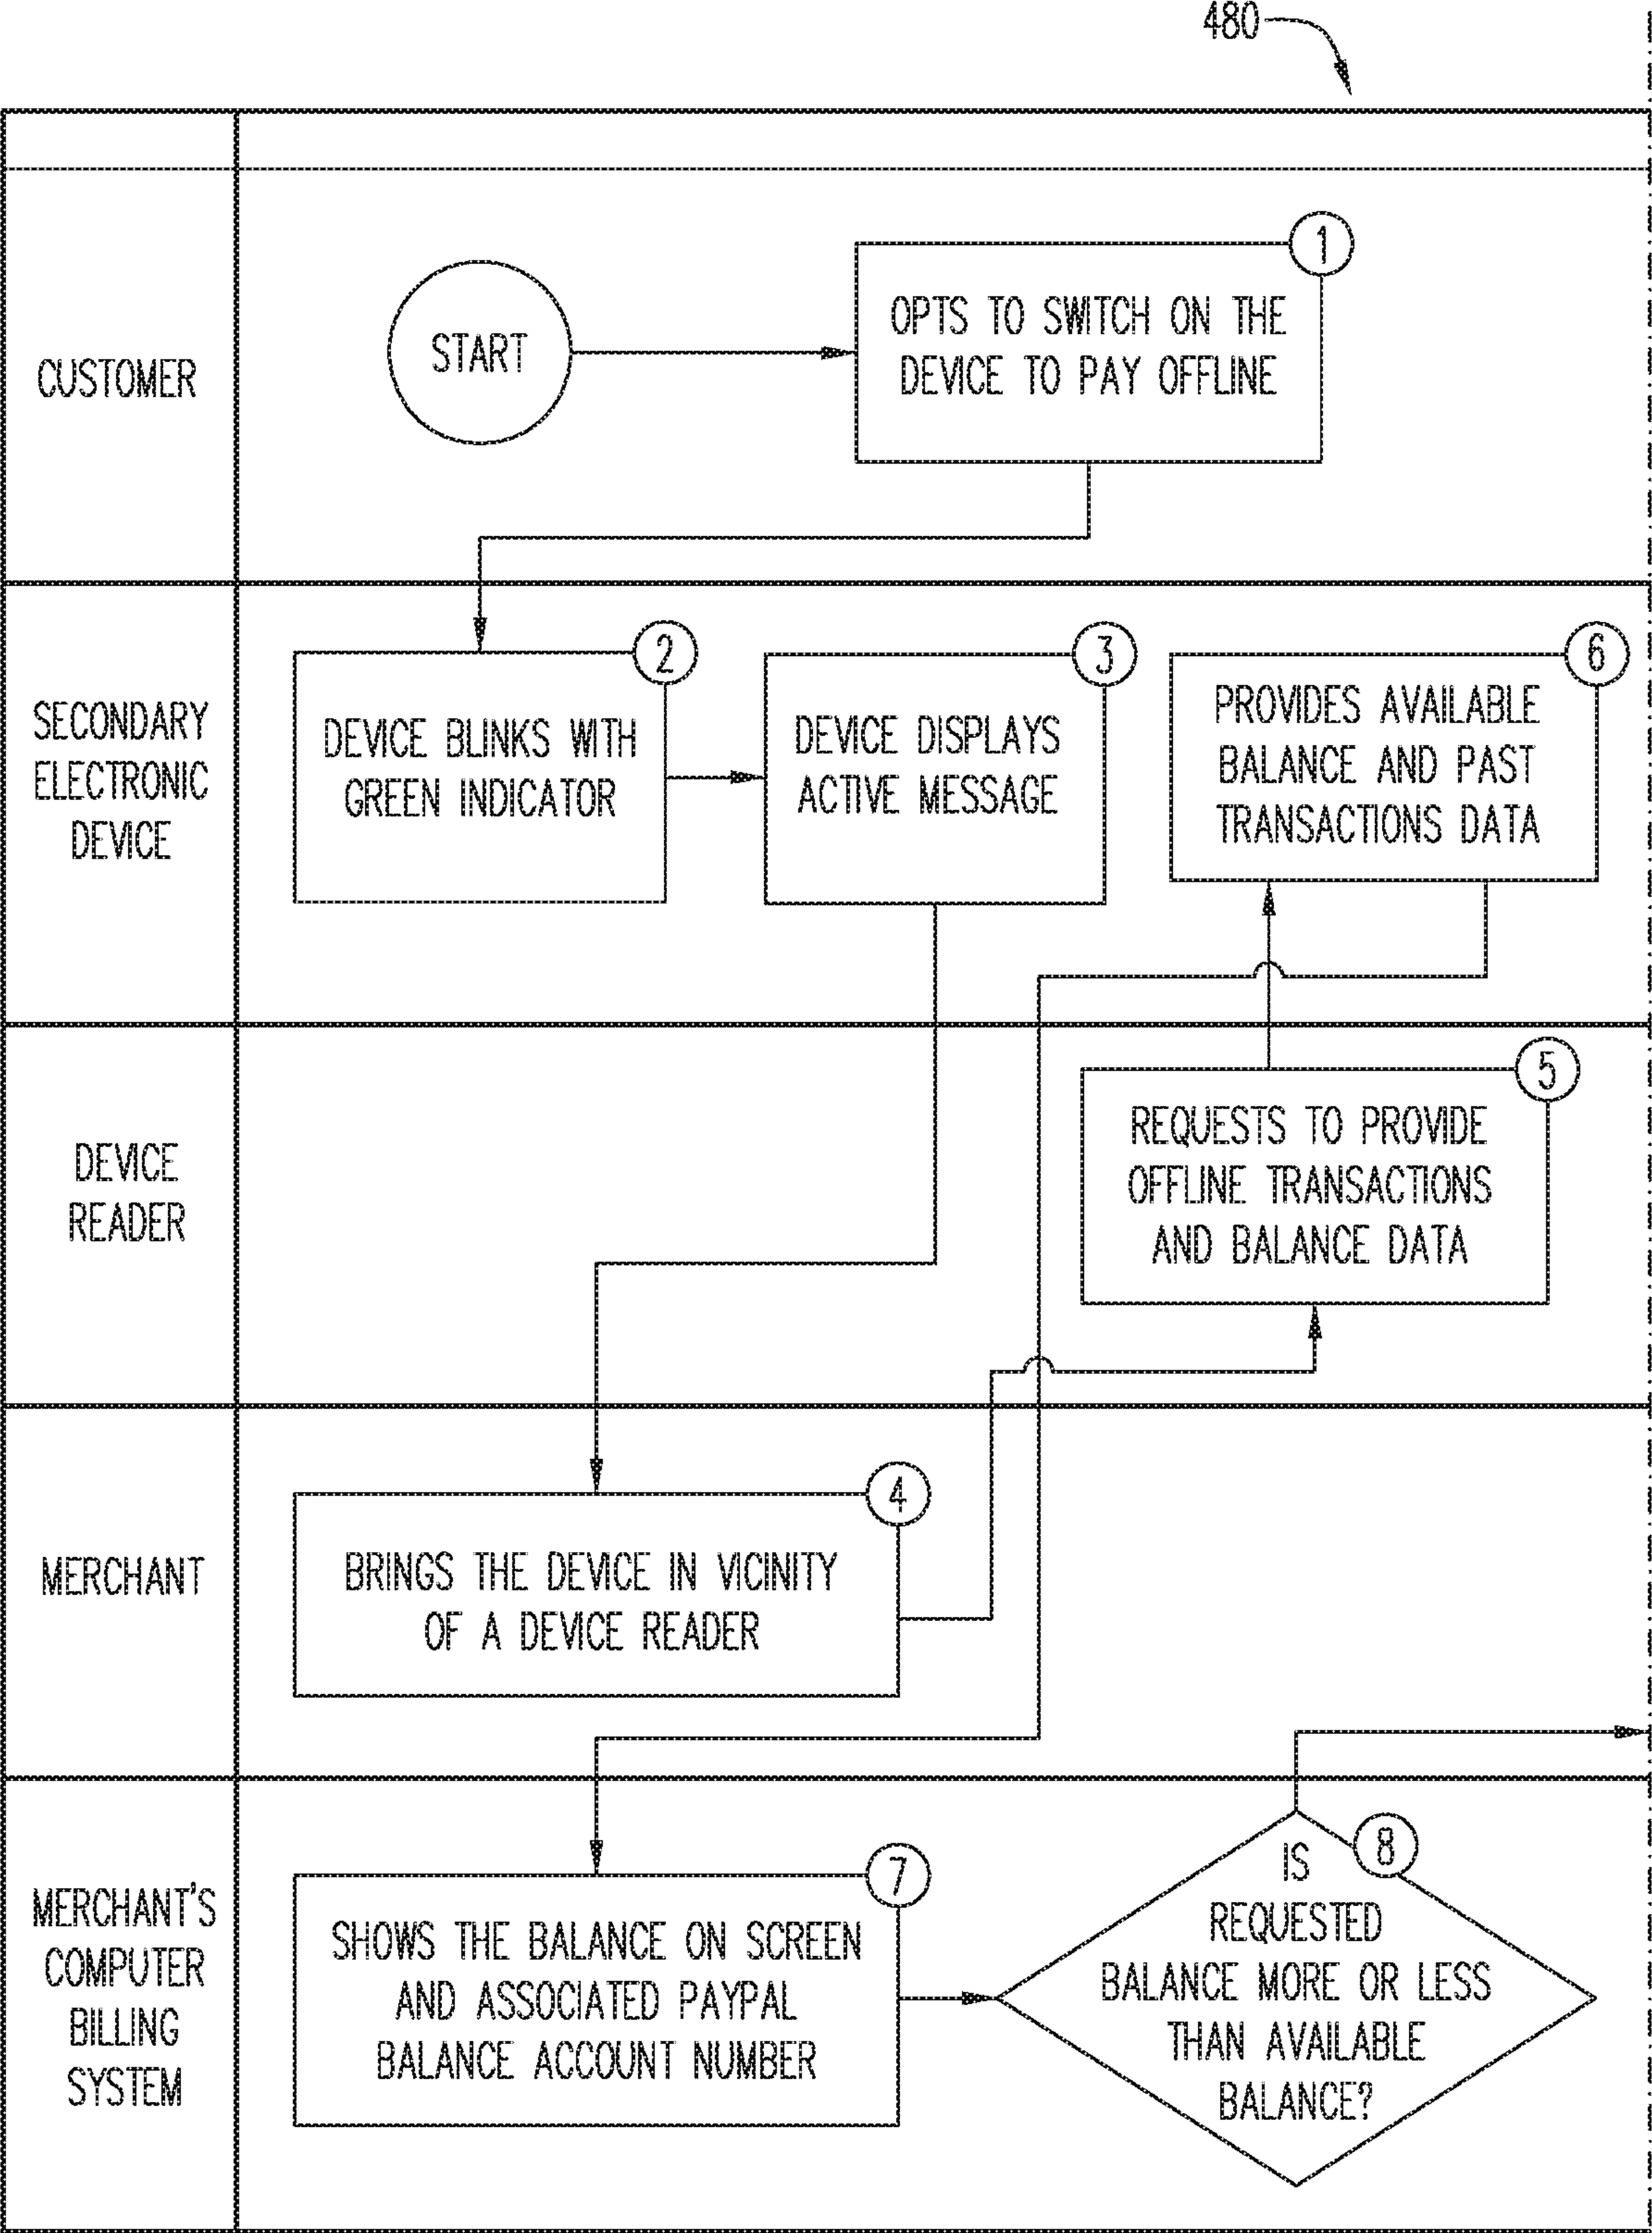 480
CUSTOMER
START
1
OPTS TO SWITCH ON THE
DEVICE TO PAY OFFLINE
SECONDARY
ELECTRONIC
DEVICE
2
DEVICE BLINKS WITH
GREEN INDICATOR
3
DEVICE DISPLAYS
ACTIVE MESSAGE
6
PROVIDES AVAILABLE
BALANCE AND PAST
TRANSACTIONS DATA
DEVICE
READER
5
REQUESTS TO PROVIDE
OFFLINE TRANSACTIONS
AND BALANCE DATA
MERCHANT
4
BRINGS THE DEVICE IN VICINITY
OF A DEVICE READER
MERCHANT'S
COMPUTER
BILLING
SYSTEM
7
SHOWS THE BALANCE ON SCREEN
AND ASSOCIATED PAYPAL
BALANCE ACCOUNT NUMBER
8
IS
REQUESTED
BALANCE MORE OR LESS
THAN AVAILABLE
BALANCE?